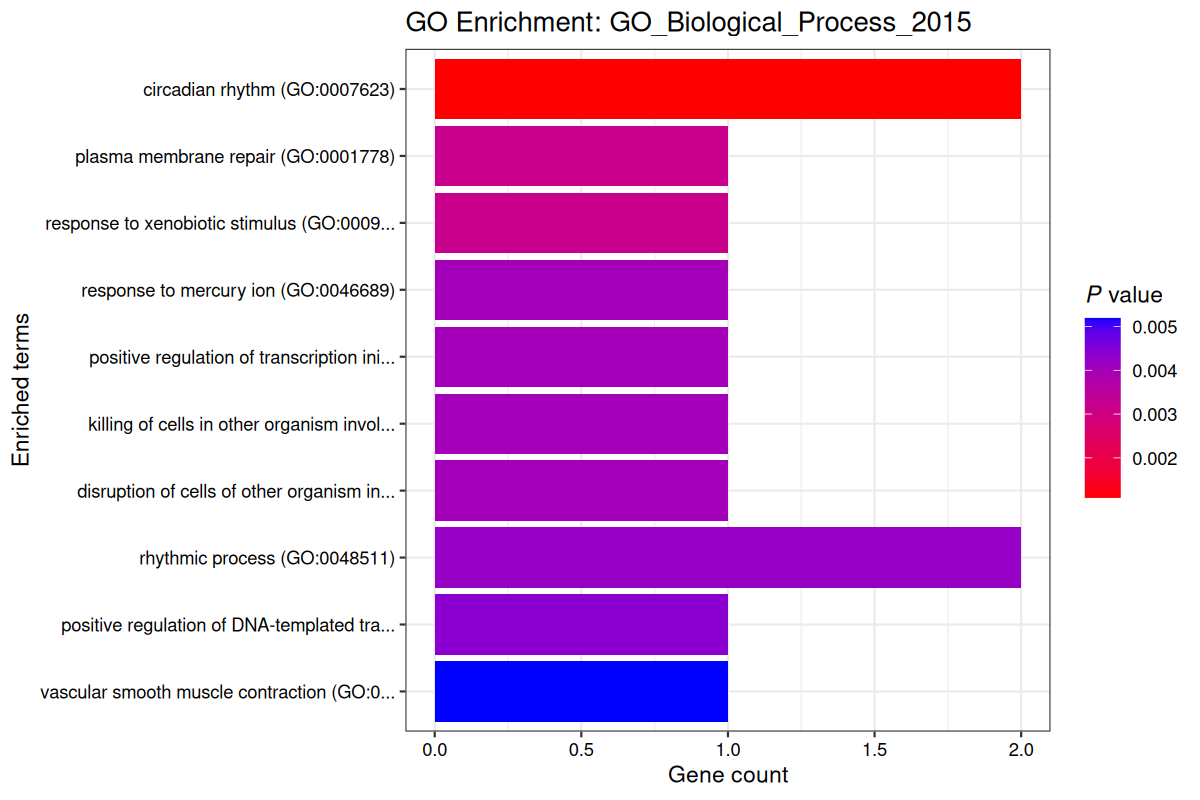 GO Enrichment: GO_Biological_Process_2015
circadian rhythm (GO:0007623)
plasma membrane repair (GO:0001778)
response to xenobiotic stimulus (GO:0009...
response to mercury ion (GO:0046689)
positive regulation of transcription ini...
killing of cells in other organism invol...
disruption of cells of other organism in...
rhythmic process (GO:0048511)
positive regulation of DNA-templated tra...
vascular smooth muscle contraction (GO:0...
Enriched terms
0.0 0.5 1.0 1.5 2.0
Gene count
P value
0.005
0.004
0.003
0.002